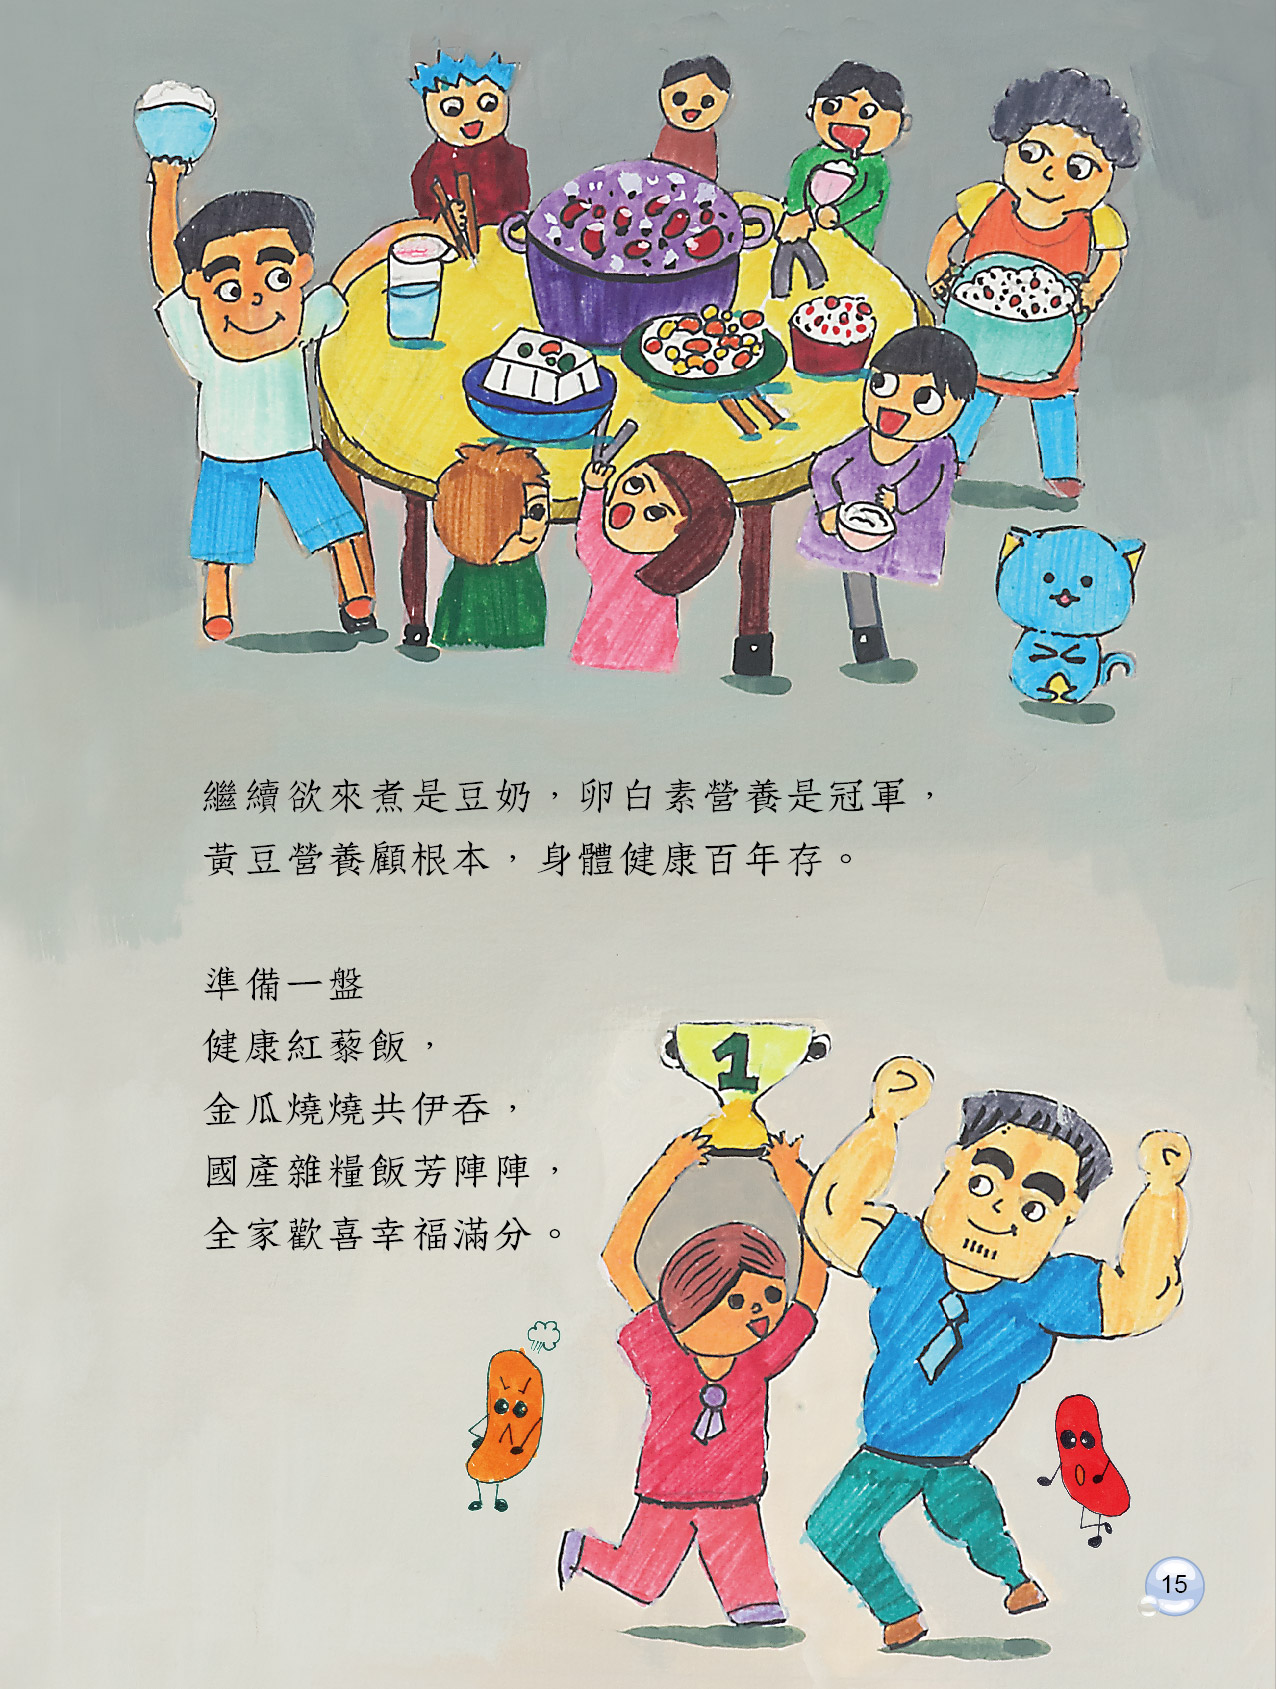 繼續欲來煮是豆奶，卵白素營養是冠軍，
黃豆營養顧根本，身體健康百年存。
準備一盤
健康紅藜飯，
金瓜燒燒共伊吞，
國產雜糧飯芳陣陣，
全家歡喜幸福滿分。
1
15